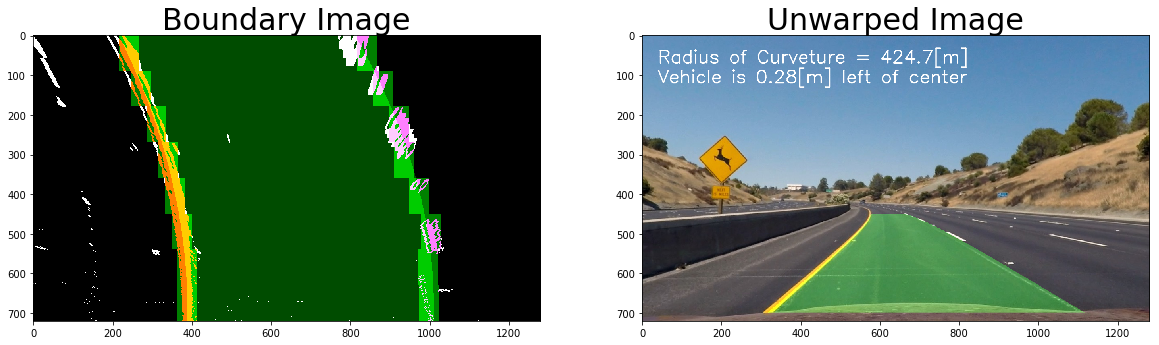 Boundary Image
0
100
200
300
400
500
600
700
0 200 400 600 800 1000 1200
Unwarped Image
0
100
200
300
400
500
600
700
0 200 400 600 800 1000 1200
Radius of Curveture = 424.7[m]
Vehicle is 0.28[m] left of center